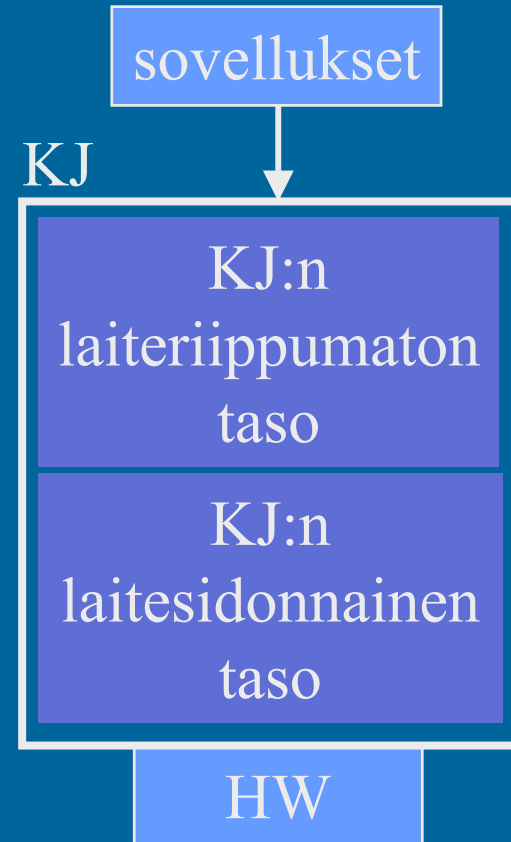 sovellukset
KJ
KJ:n
laiteriippumaton
taso
KJ:n
laitesidonnainen
taso
HW